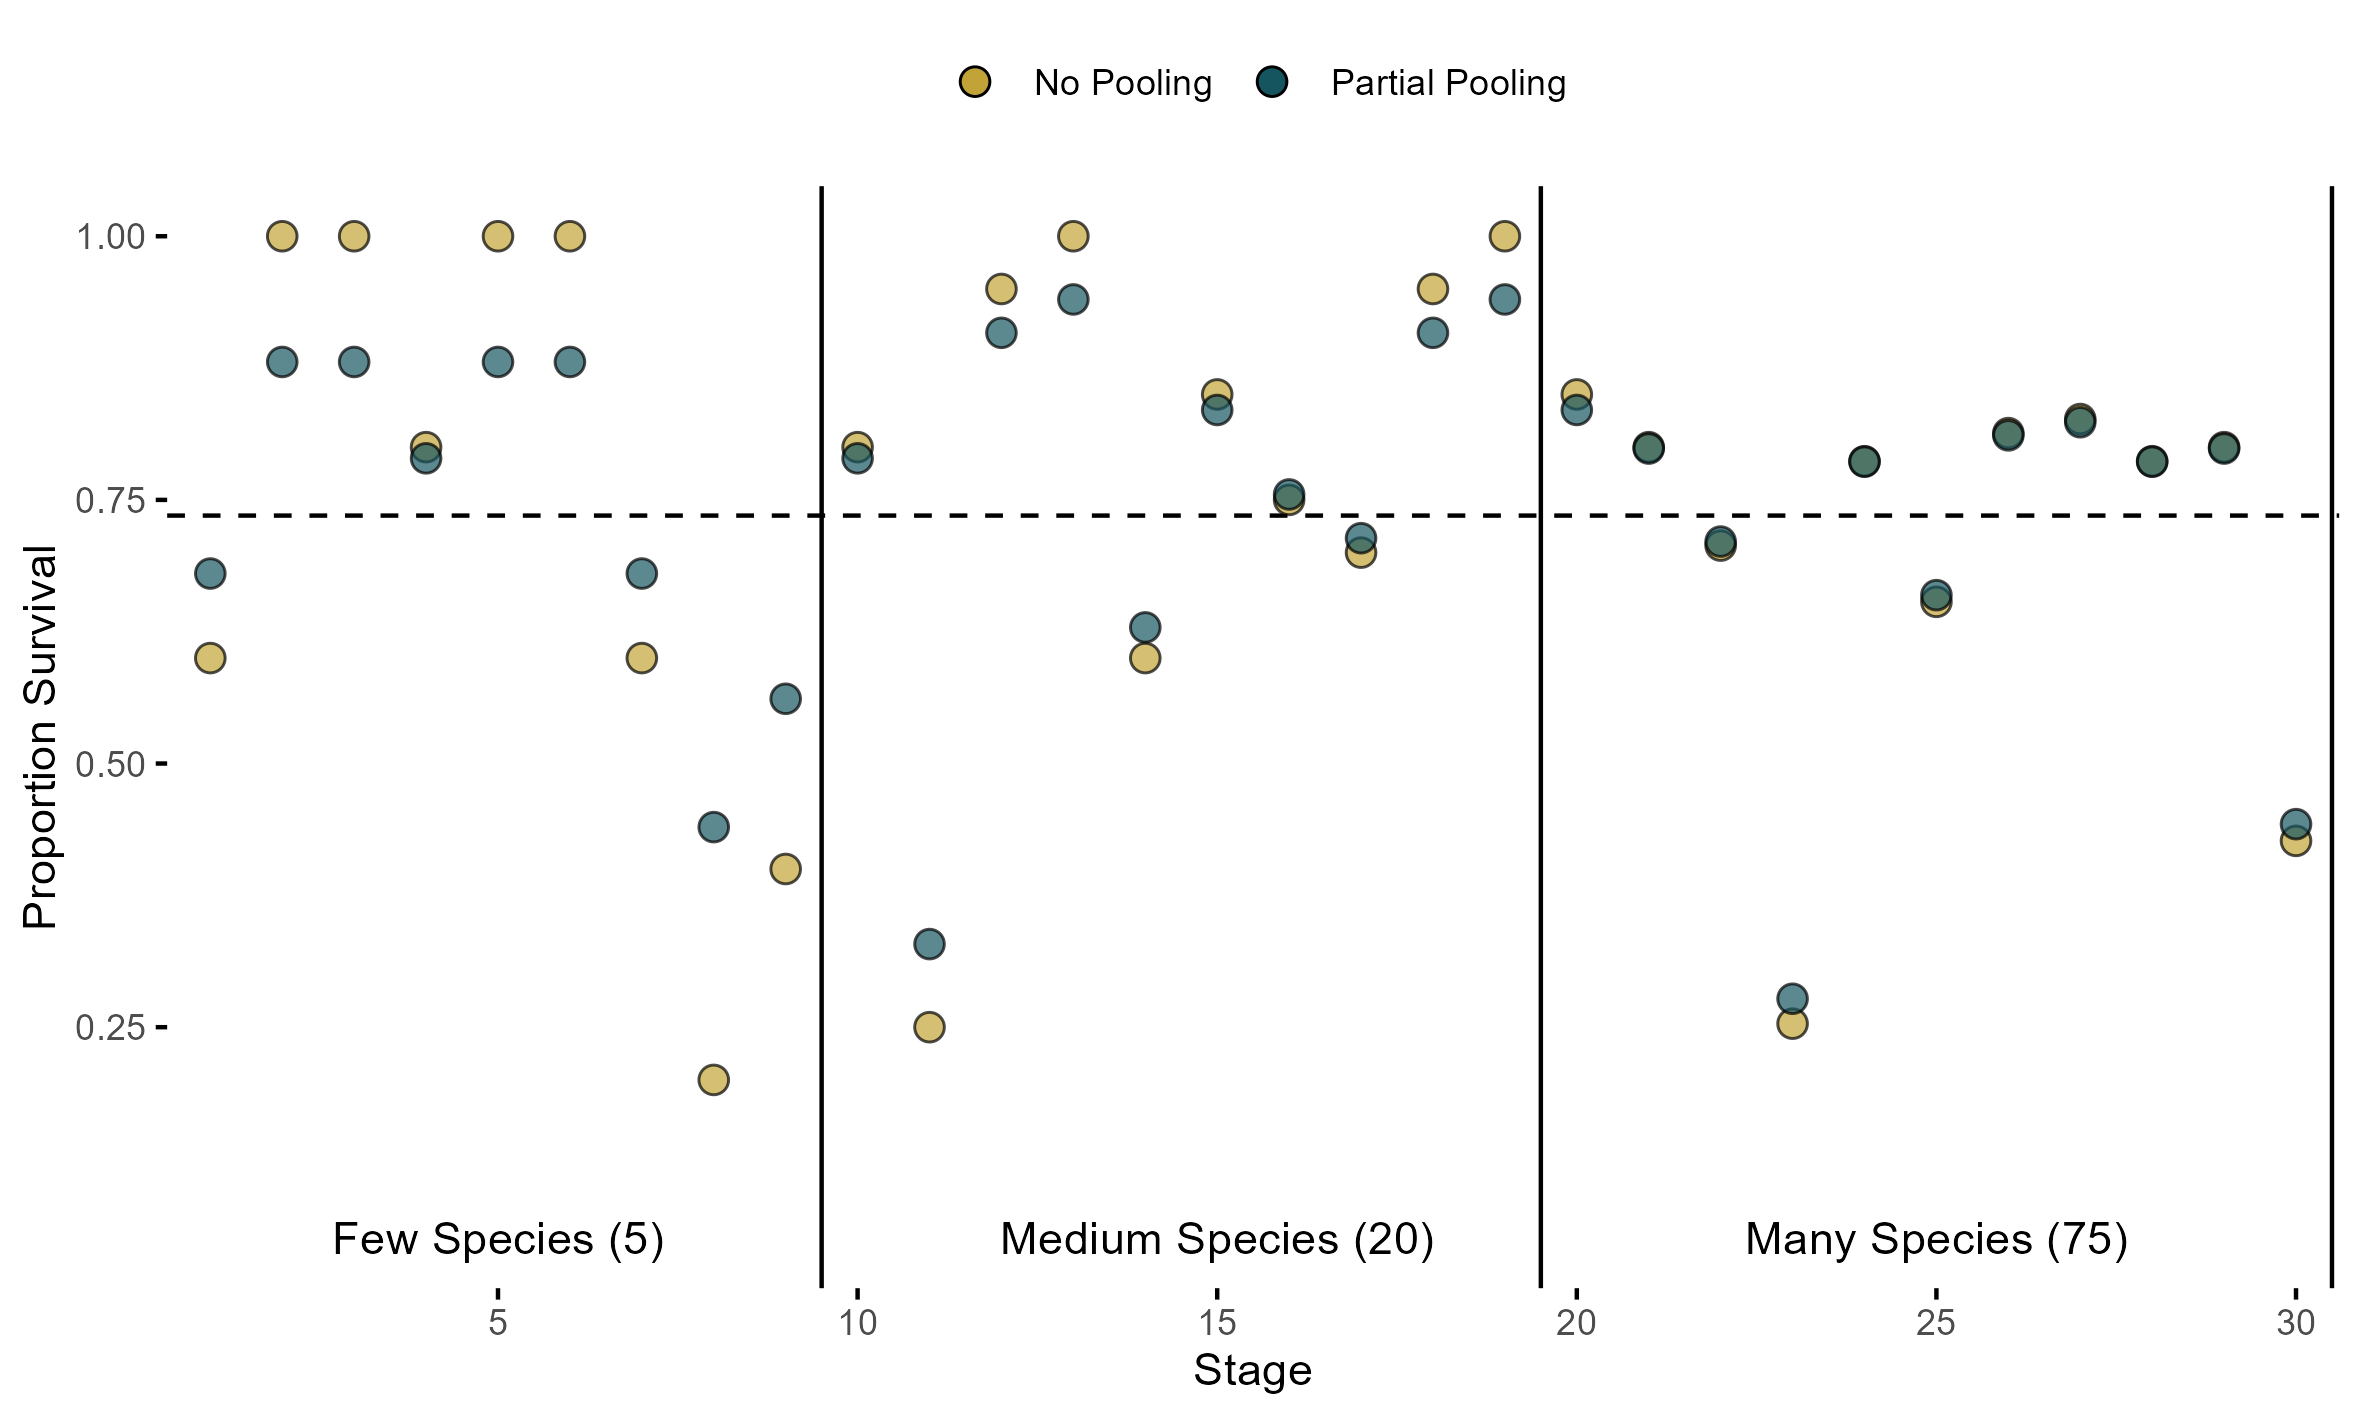 No Pooling Partial Pooling
1.00
0.75
0.50
0.25
Proportion Survival
Few Species (5) Medium Species (20) Many Species (75)
5 10 15 20 25 30
Stage